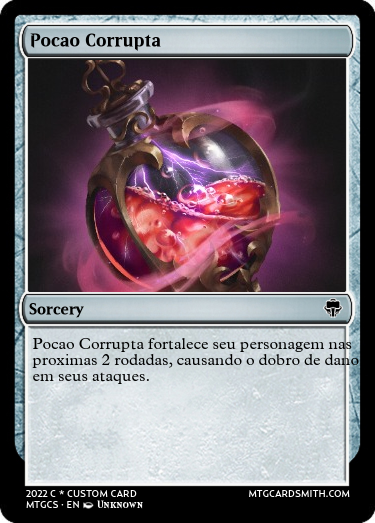 Pocao Corrupta
Sorcery
Pocao Corrupta fortalece seu personagem nas
proximas 2 rodadas, causando o dobro de dano
em seus ataques.
2022 C * CUSTOM CARD
MTGCARDSMITH.COM
MTGCS · EN Unknown